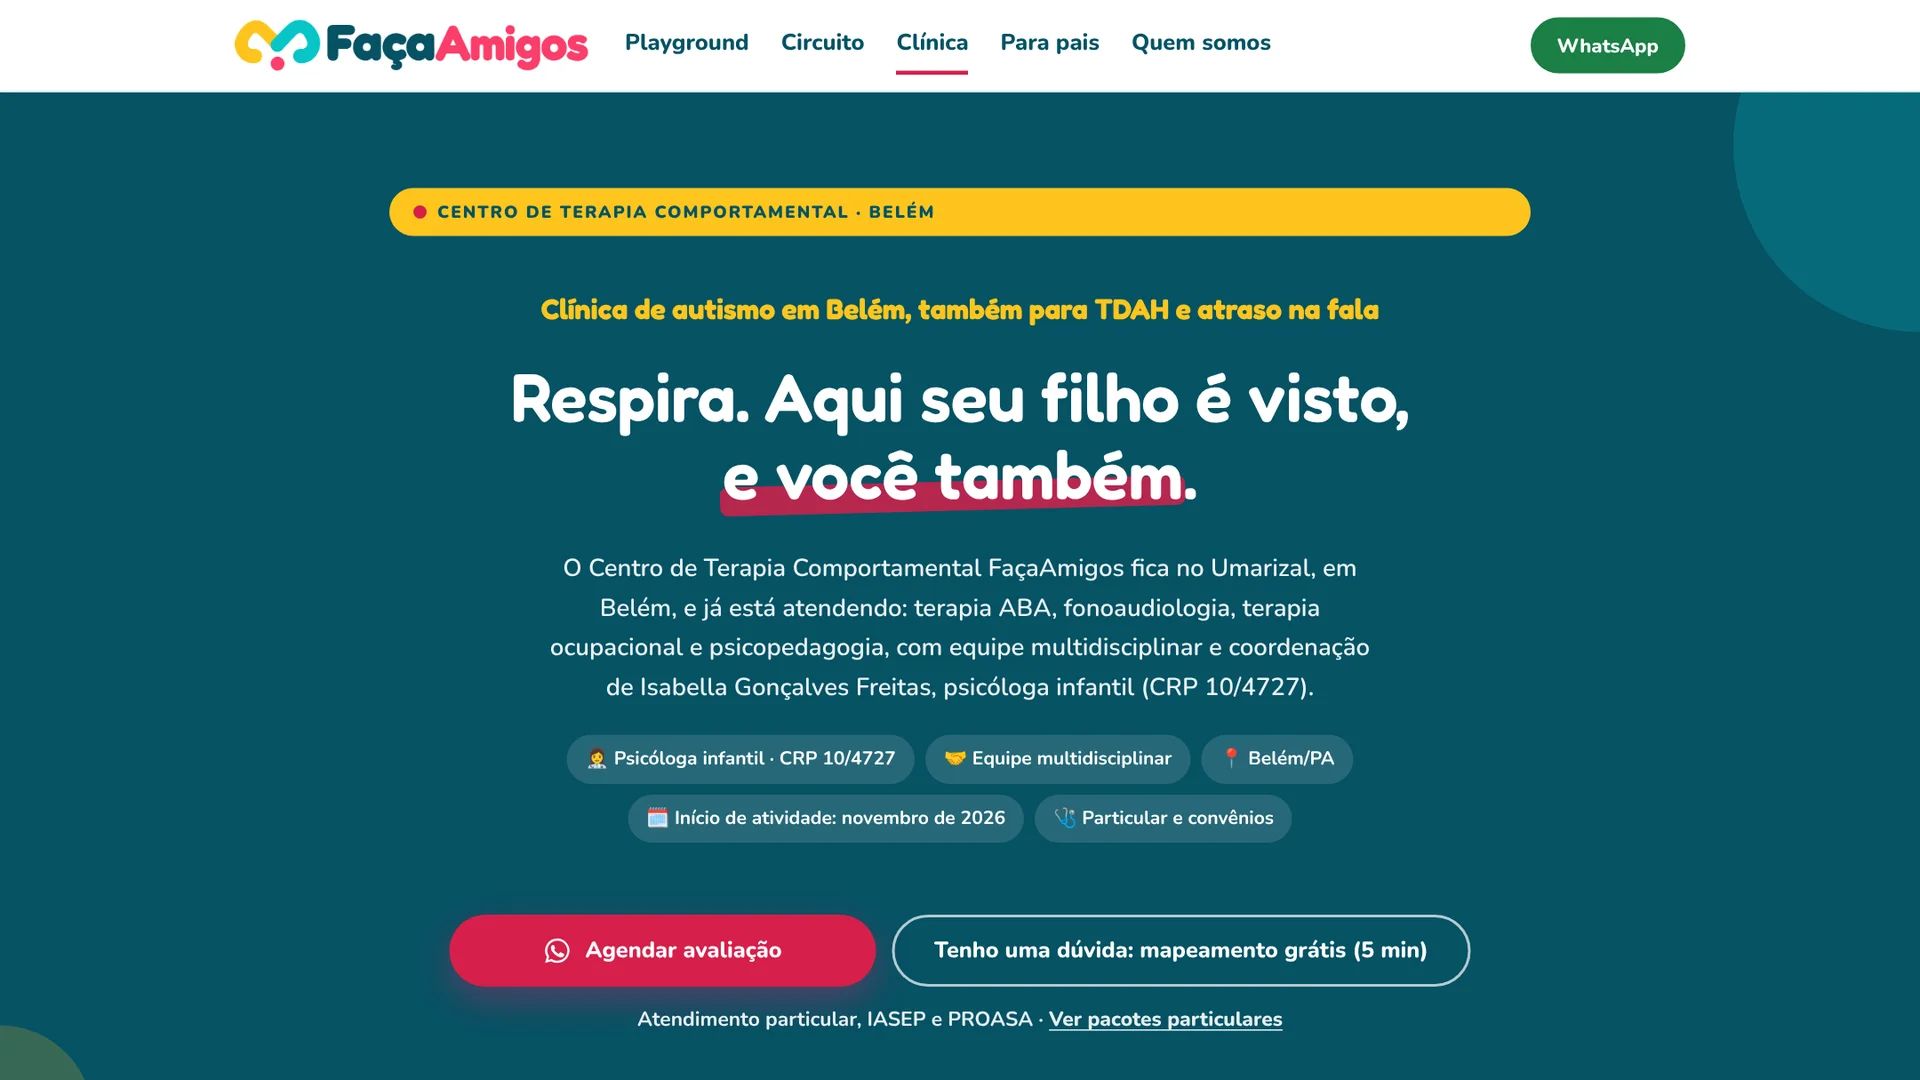 FaçaAmigos
Playground
Circuito
Clínica
Para pais
Quem somos
WhatsApp
CENTRO DE TERAPIA COMPORTAMENTAL · BELÉM
Clínica de autismo em Belém, também para TDAH e atraso na fala
Respira. Aqui seu filho é visto,
e você também.
O Centro de Terapia Comportamental FaçaAmigos fica no Umarizal, em
Belém, e já está atendendo: terapia ABA, fonoaudiologia, terapia
ocupacional e psicopedagogia, com equipe multidisciplinar e coordenação
de Isabella Gonçalves Freitas, psicóloga infantil (CRP 10/4727).
Psicóloga infantil · CRP 10/4727
Equipe multidisciplinar
Belém/PA
Início de atividade: novembro de 2026
Particular e convênios
Agendar avaliação
Tenho uma dúvida: mapeamento grátis (5 min)
Atendimento particular, IASEP e PROASA · Ver pacotes particulares